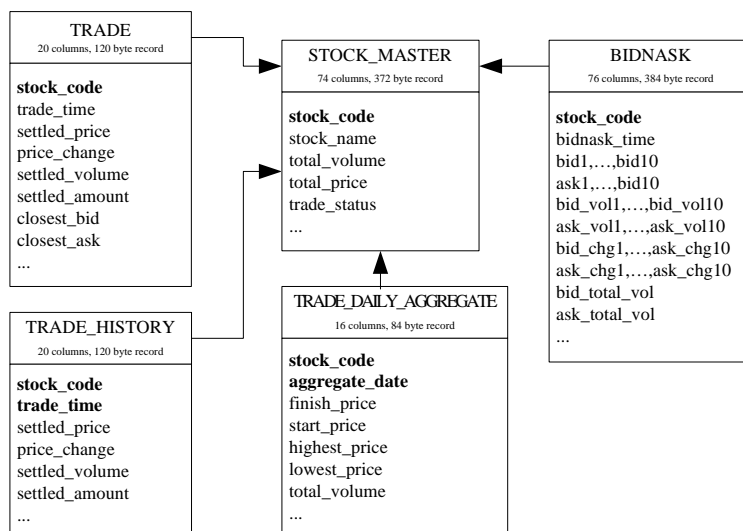 TRADE
20 columns, 120 byte record
stock_code
trade_time
settled_price
price_change
settled_volume
settled_amount
closest_bid
closest_ask
...
STOCK_MASTER
74 columns, 372 byte record
stock_code
stock_name
total_volume
total_price
trade_status
...
BIDNASK
76 columns, 384 byte record
stock_code
bidnask_time
bid1,…,bid10
ask1,…,bid10
bid_vol1,…,bid_vol10
ask_vol1,…,ask_vol10
bid_chg1,…,ask_chg10
ask_chg1,…,ask_chg10
bid_total_vol
ask_total_vol
...
TRADE_HISTORY
20 columns, 120 byte record
stock_code
trade_time
settled_price
price_change
settled_volume
settled_amount
...
TRADE_DAILY_AGGREGATE
16 columns, 84 byte record
stock_code
aggregate_date
finish_price
start_price
highest_price
lowest_price
total_volume
...